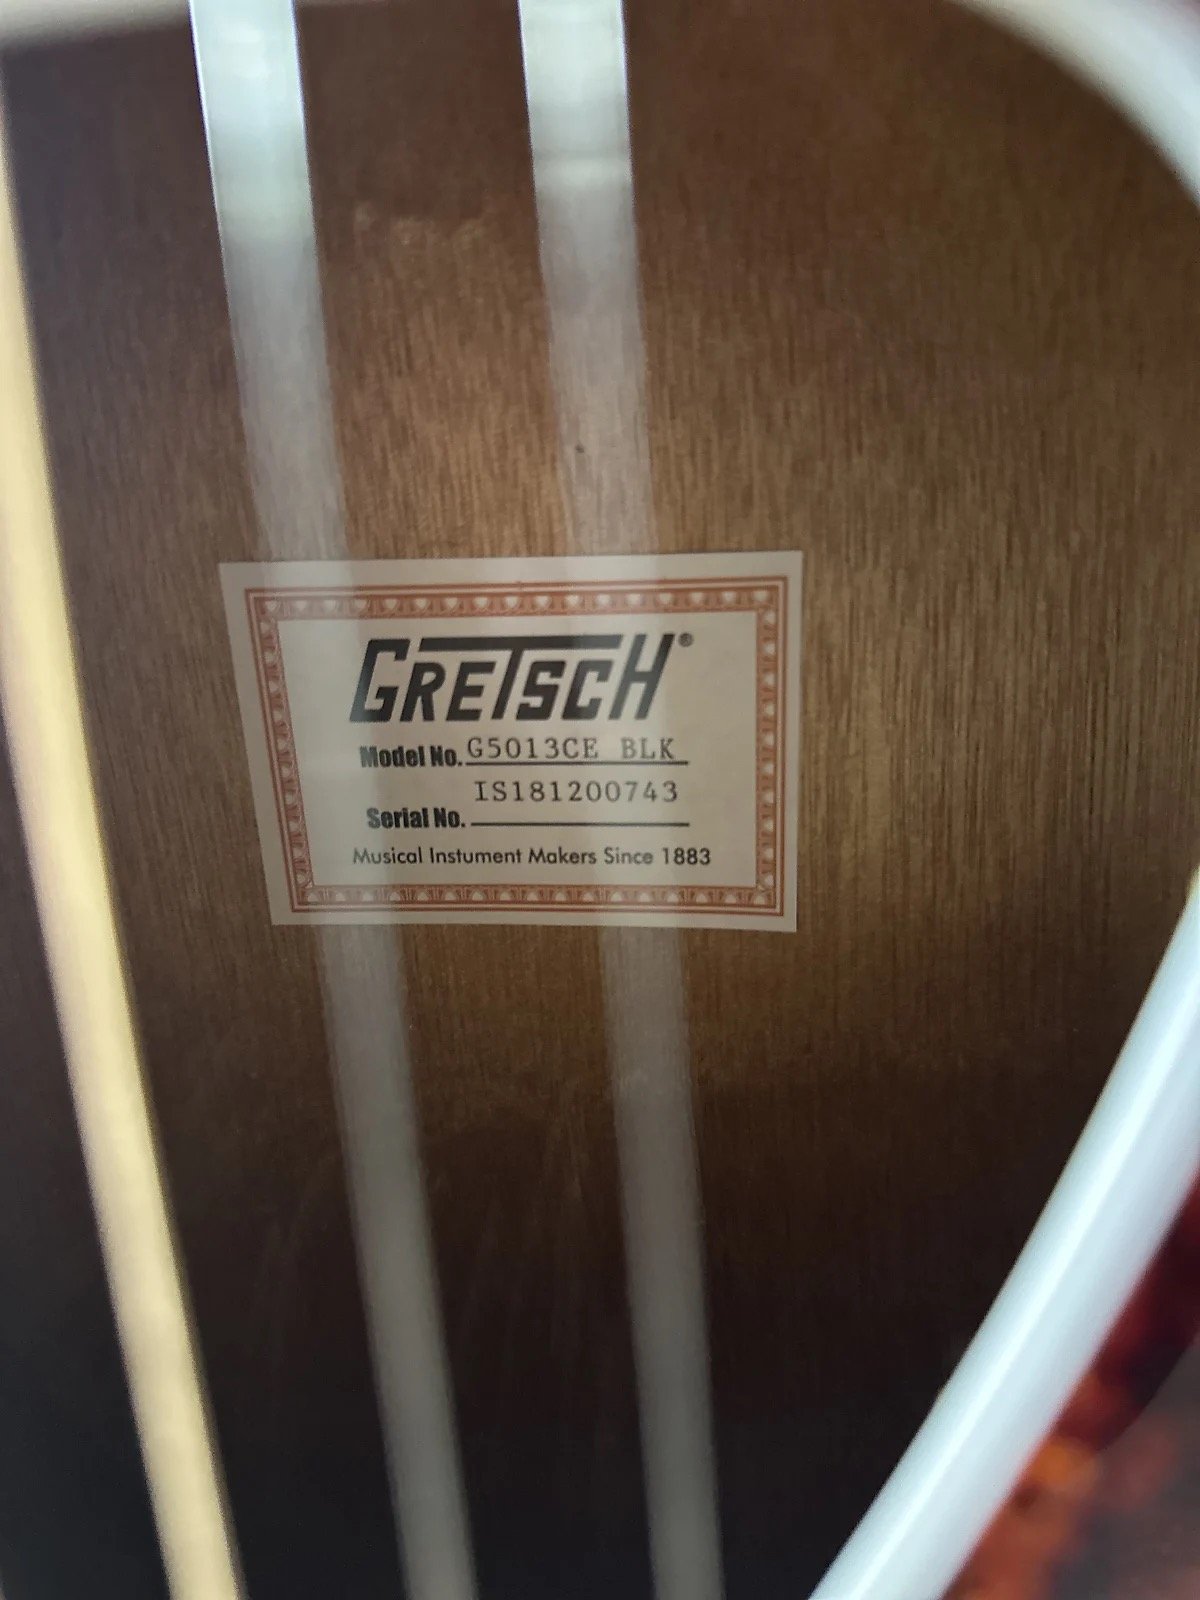 GRETSCH®
Model No. G5013CE BLK
IS181200743
Serial No.
Musical Instument Makers Since 1883